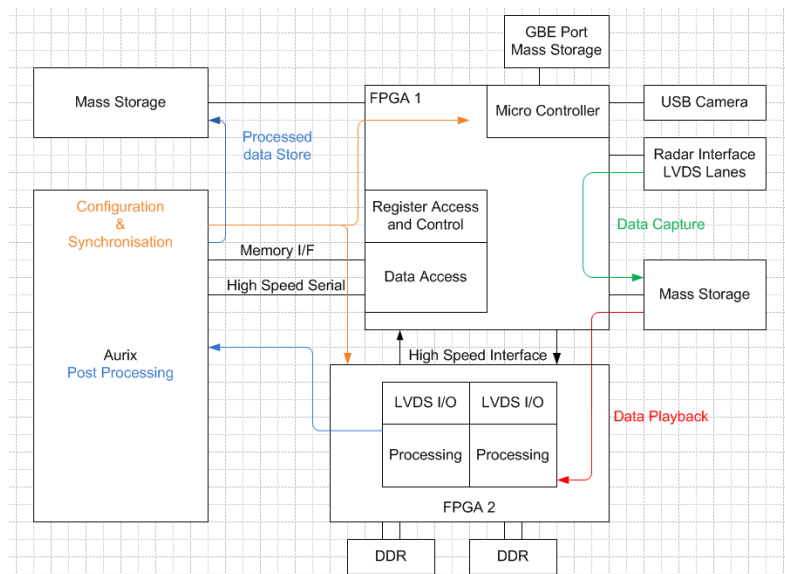 GBE Port
Mass Storage
Mass Storage
FPGA 1
Micro Controller
USB Camera
Processed
data Store
Radar Interface
LVDS Lanes
Configuration
&
Synchronisation
Register Access
and Control
Data Capture
Memory I/F
Data Access
High Speed Serial
Mass Storage
Aurix
Post Processing
High Speed Interface
LVDS I/O
LVDS I/O
Data Playback
Processing
Processing
FPGA 2
DDR
DDR